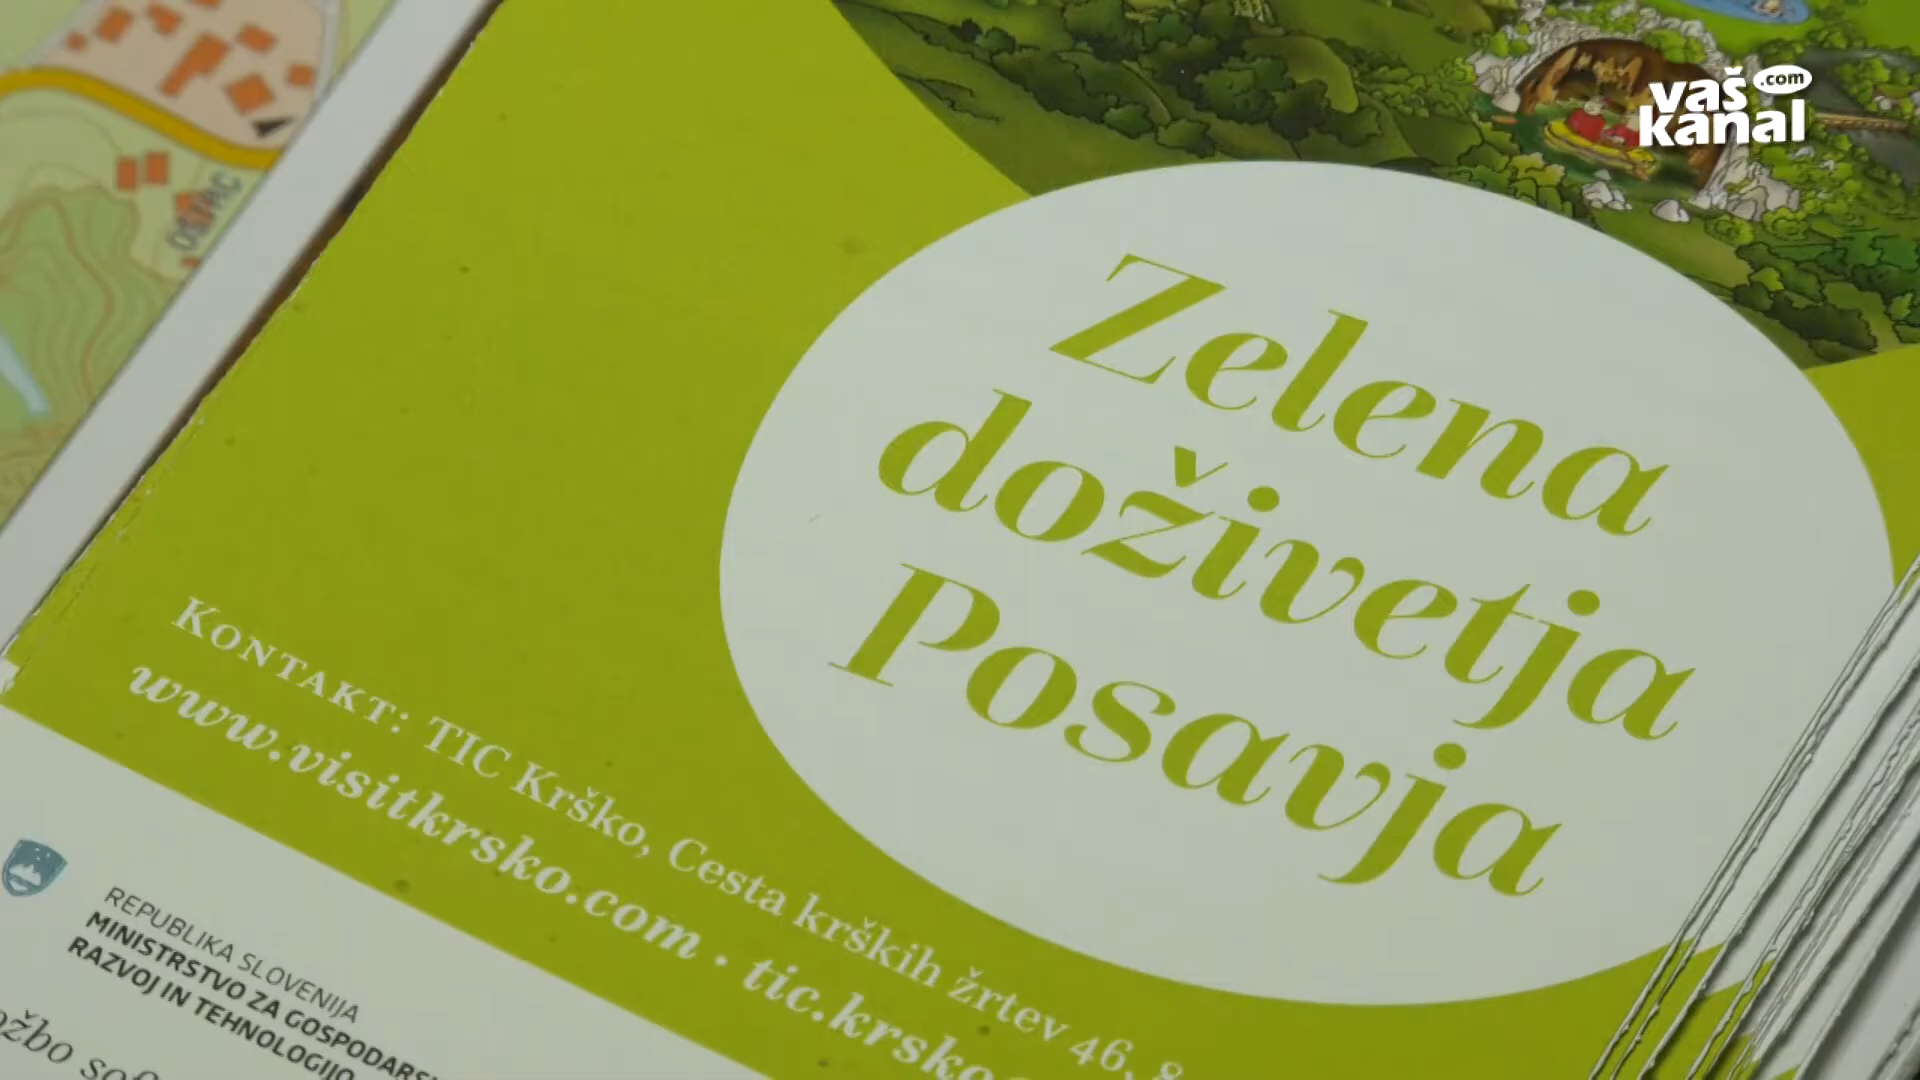 vaš .com
kanal
OSTRC
Zelena
doživetja
Posavja
KONTAKT: TIC Krško, Cesta krških žrtev 46,
www.visitkrsko.com • tic.krsko
REPUBLIKA SLOVENIJA
MINISTRSTVO ZA
RAZVOJ IN TEHNOLOGIJO